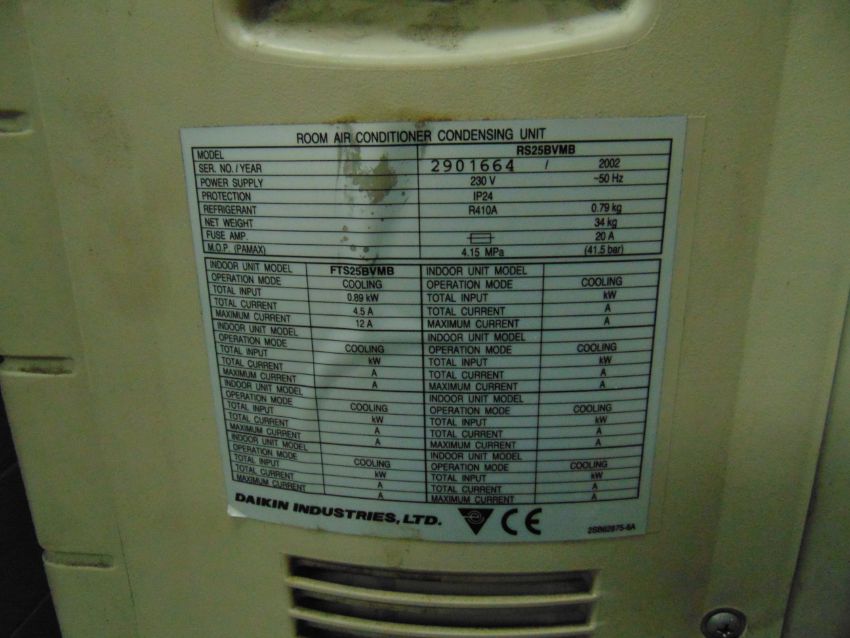 ROOM AIR CONDITIONER CONDENSING UNIT
MODEL RS25BVMB
SER. NO. / YEAR 2901664 / 2002
POWER SUPPLY 230 V ~50 Hz
PROTECTION IP24
REFRIGERANT R410A 0.79 kg
NET WEIGHT 34 kg
FUSE AMP. 20 A
M.O.P. (PAMAX) 4.15 MPa (41.5 bar)
INDOOR UNIT MODEL FTS25BVMB INDOOR UNIT MODEL
OPERATION MODE COOLING OPERATION MODE COOLING
TOTAL INPUT 0.89 kW TOTAL INPUT kW
TOTAL CURRENT 4.5 A TOTAL CURRENT A
MAXIMUM CURRENT 12 A MAXIMUM CURRENT A
INDOOR UNIT MODEL INDOOR UNIT MODEL
OPERATION MODE COOLING OPERATION MODE COOLING
TOTAL INPUT kW TOTAL INPUT kW
TOTAL CURRENT A TOTAL CURRENT A
MAXIMUM CURRENT A MAXIMUM CURRENT A
INDOOR UNIT MODEL INDOOR UNIT MODEL
OPERATION MODE COOLING OPERATION MODE COOLING
TOTAL INPUT kW TOTAL INPUT kW
TOTAL CURRENT A TOTAL CURRENT A
MAXIMUM CURRENT A MAXIMUM CURRENT A
INDOOR UNIT MODEL INDOOR UNIT MODEL
OPERATION MODE COOLING OPERATION MODE COOLING
TOTAL INPUT kW TOTAL INPUT kW
TOTAL CURRENT A TOTAL CURRENT A
MAXIMUM CURRENT A MAXIMUM CURRENT A
DAIKIN INDUSTRIES, LTD. CE